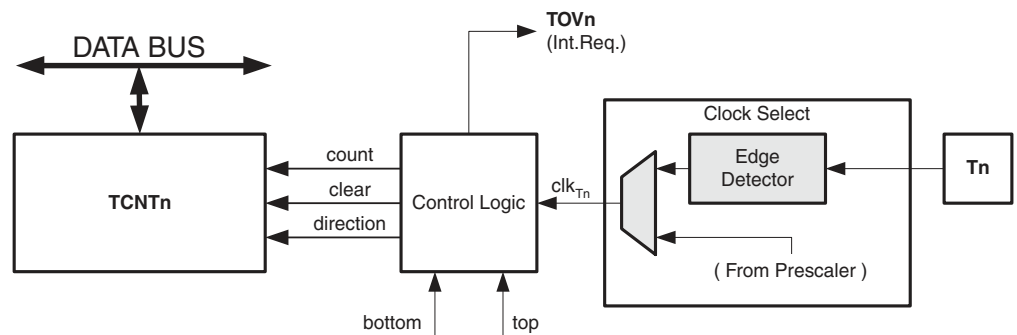 TOVn
(Int.Req.)
DATA BUS
Clock Select
count
Edge
Detector
Tn
TCNTn
clear
Control Logic
clkTn
direction
( From Prescaler )
bottom
top